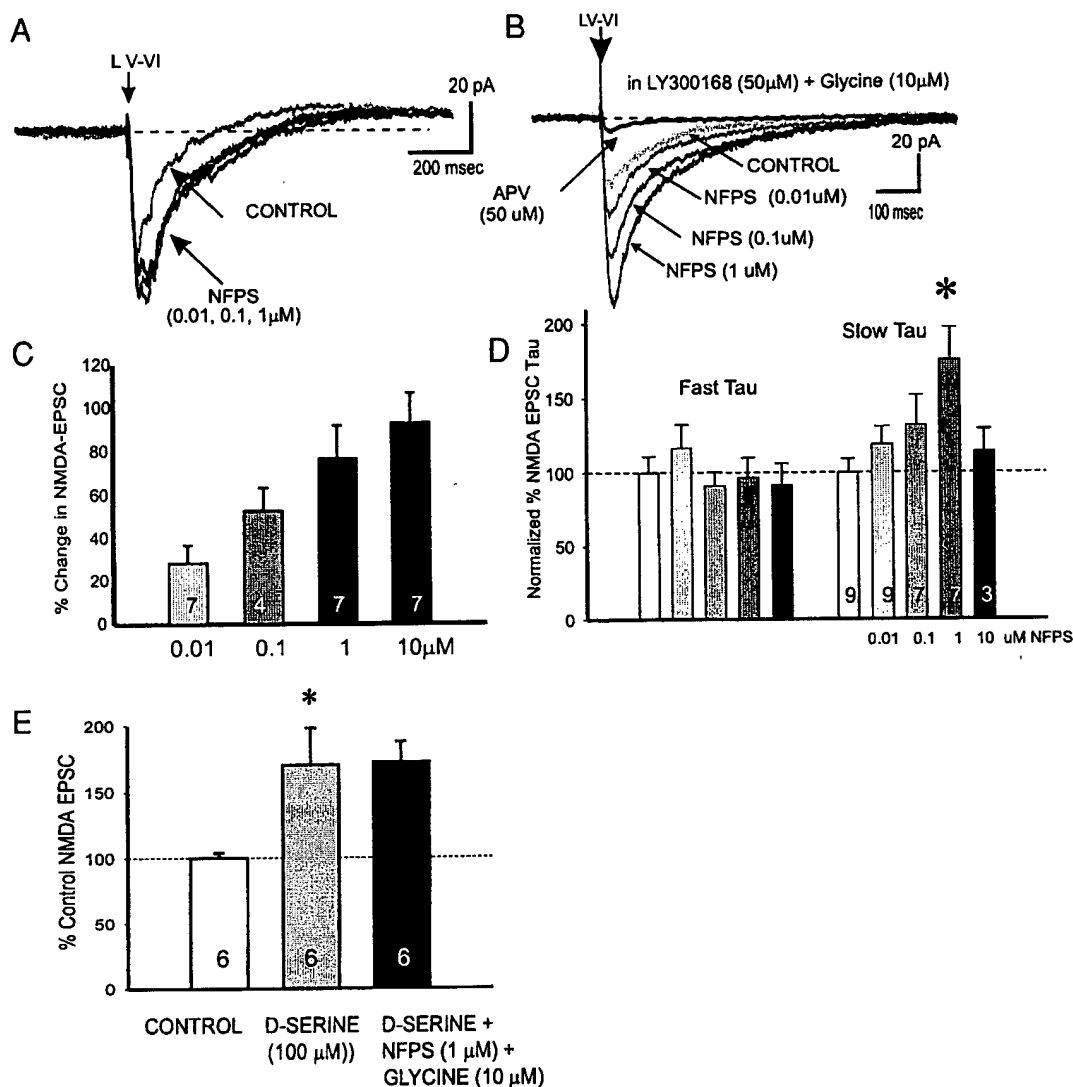 A
L V-VI
20 pA
200 msec
CONTROL
NFPS
(0.01, 0.1, 1µM)
B
LV-VI
in LY300168 (50µM) + Glycine (10µM)
20 pA
100 msec
CONTROL
APV
(50 uM)
NFPS (0.01uM)
NFPS (0.1uM)
NFPS (1 uM)
C
% Change in NMDA-EPSC
120
100
80
60
40
20
0
7
4
7
7
0.01
0.1
1
10µM
D
Normalized % NMDA EPSC Tau
200
150
100
50
0
Fast Tau
Slow Tau
*
9
9
7
7
3
0.01 0.1 1 10 uM NFPS
E
% Control NMDA EPSC
200
150
100
50
0
*
6
6
6
CONTROL
D-SERINE
(100 µM))
D-SERINE +
NFPS (1 µM) +
GLYCINE (10 µM)